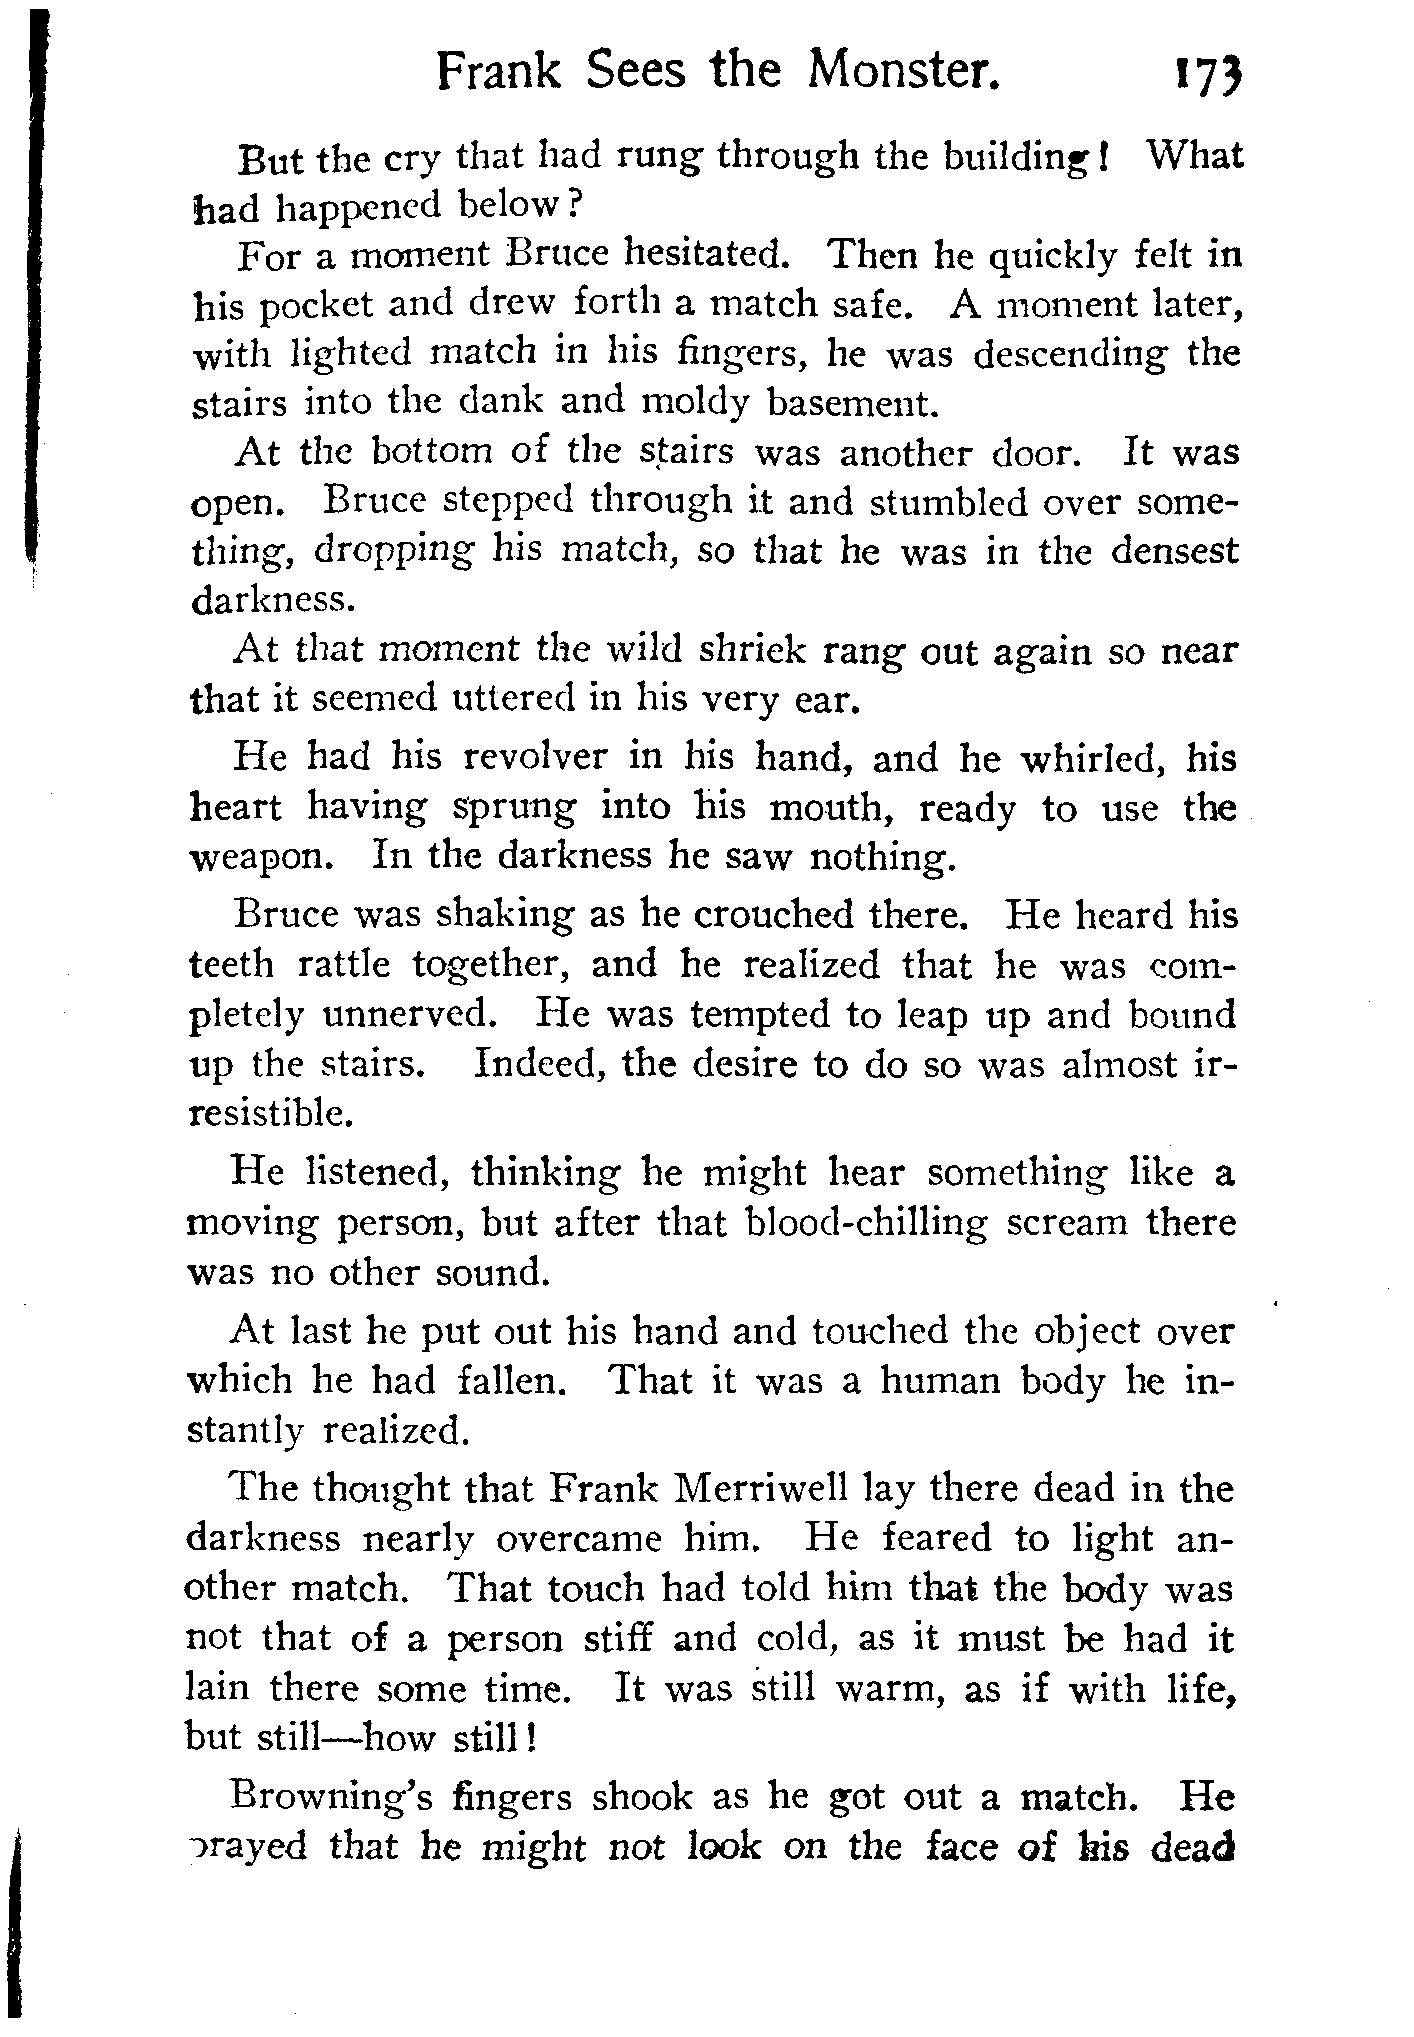 Frank Sees the Monster. 173
But the cry that had rung through the building! What
had happened below?
For a moment Bruce hesitated. Then he quickly felt in
his pocket and drew forth a match safe. A moment later,
with lighted match in his fingers, he was descending the
stairs into the dank and moldy basement.
At the bottom of the stairs was another door. It was
open. Bruce stepped through it and stumbled over some-
thing, dropping his match, so that he was in the densest
darkness.
At that moment the wild shriek rang out again so near
that it seemed uttered in his very ear.
He had his revolver in his hand, and he whirled, his
heart having sprung into his mouth, ready to use the
weapon. In the darkness he saw nothing.
Bruce was shaking as he crouched there. He heard his
teeth rattle together, and he realized that he was com-
pletely unnerved. He was tempted to leap up and bound
up the stairs. Indeed, the desire to do so was almost ir-
resistible.
He listened, thinking he might hear something like a
moving person, but after that blood-chilling scream there
was no other sound.
At last he put out his hand and touched the object over
which he had fallen. That it was a human body he in-
stantly realized.
The thought that Frank Merriwell lay there dead in the
darkness nearly overcame him. He feared to light an-
other match. That touch had told him that the body was
not that of a person stiff and cold, as it must be had it
lain there some time. It was still warm, as if with life,
but still—how still!
Browning's fingers shook as he got out a match. He
prayed that he might not look on the face of his dead